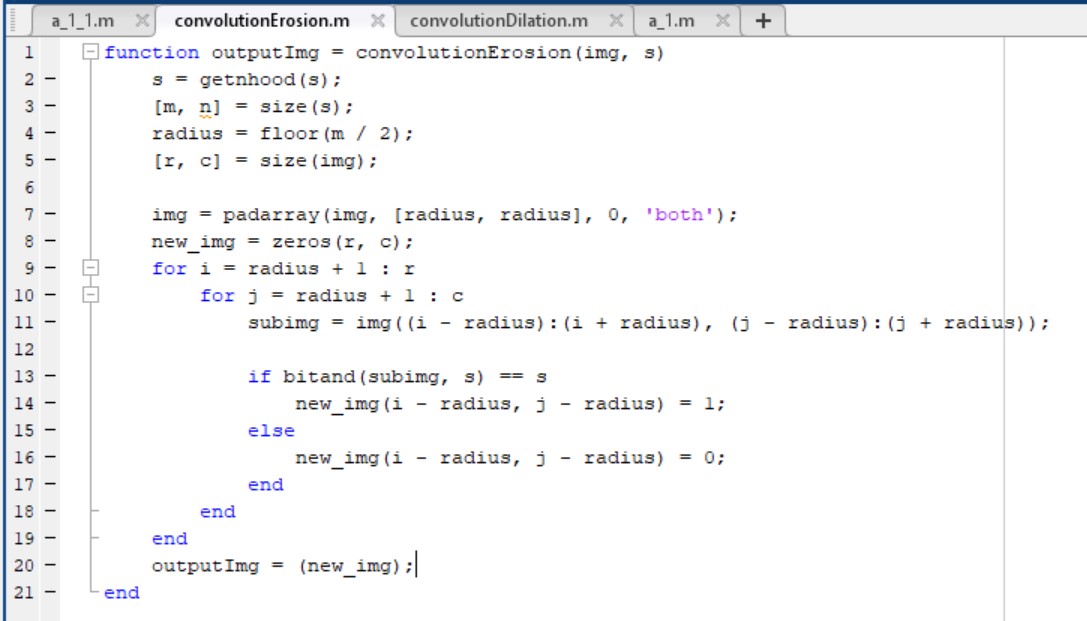 a_1_1.m convolutionErosion.m convolutionDilation.m a_1.m +
1 function outputImg = convolutionErosion(img, s)
2 - s = getnhood(s);
3 - [m, n] = size(s);
4 - radius = floor(m / 2);
5 - [r, c] = size(img);
6
7 - img = padarray(img, [radius, radius], 0, 'both');
8 - new_img = zeros(r, c);
9 - for i = radius + 1 : r
10 - for j = radius + 1 : c
11 - subimg = img((i - radius):(i + radius), (j - radius):(j + radius));
12
13 - if bitand(subimg, s) == s
14 - new_img(i - radius, j - radius) = 1;
15 - else
16 - new_img(i - radius, j - radius) = 0;
17 - end
18 - end
19 - end
20 - outputImg = (new_img);
21 - end